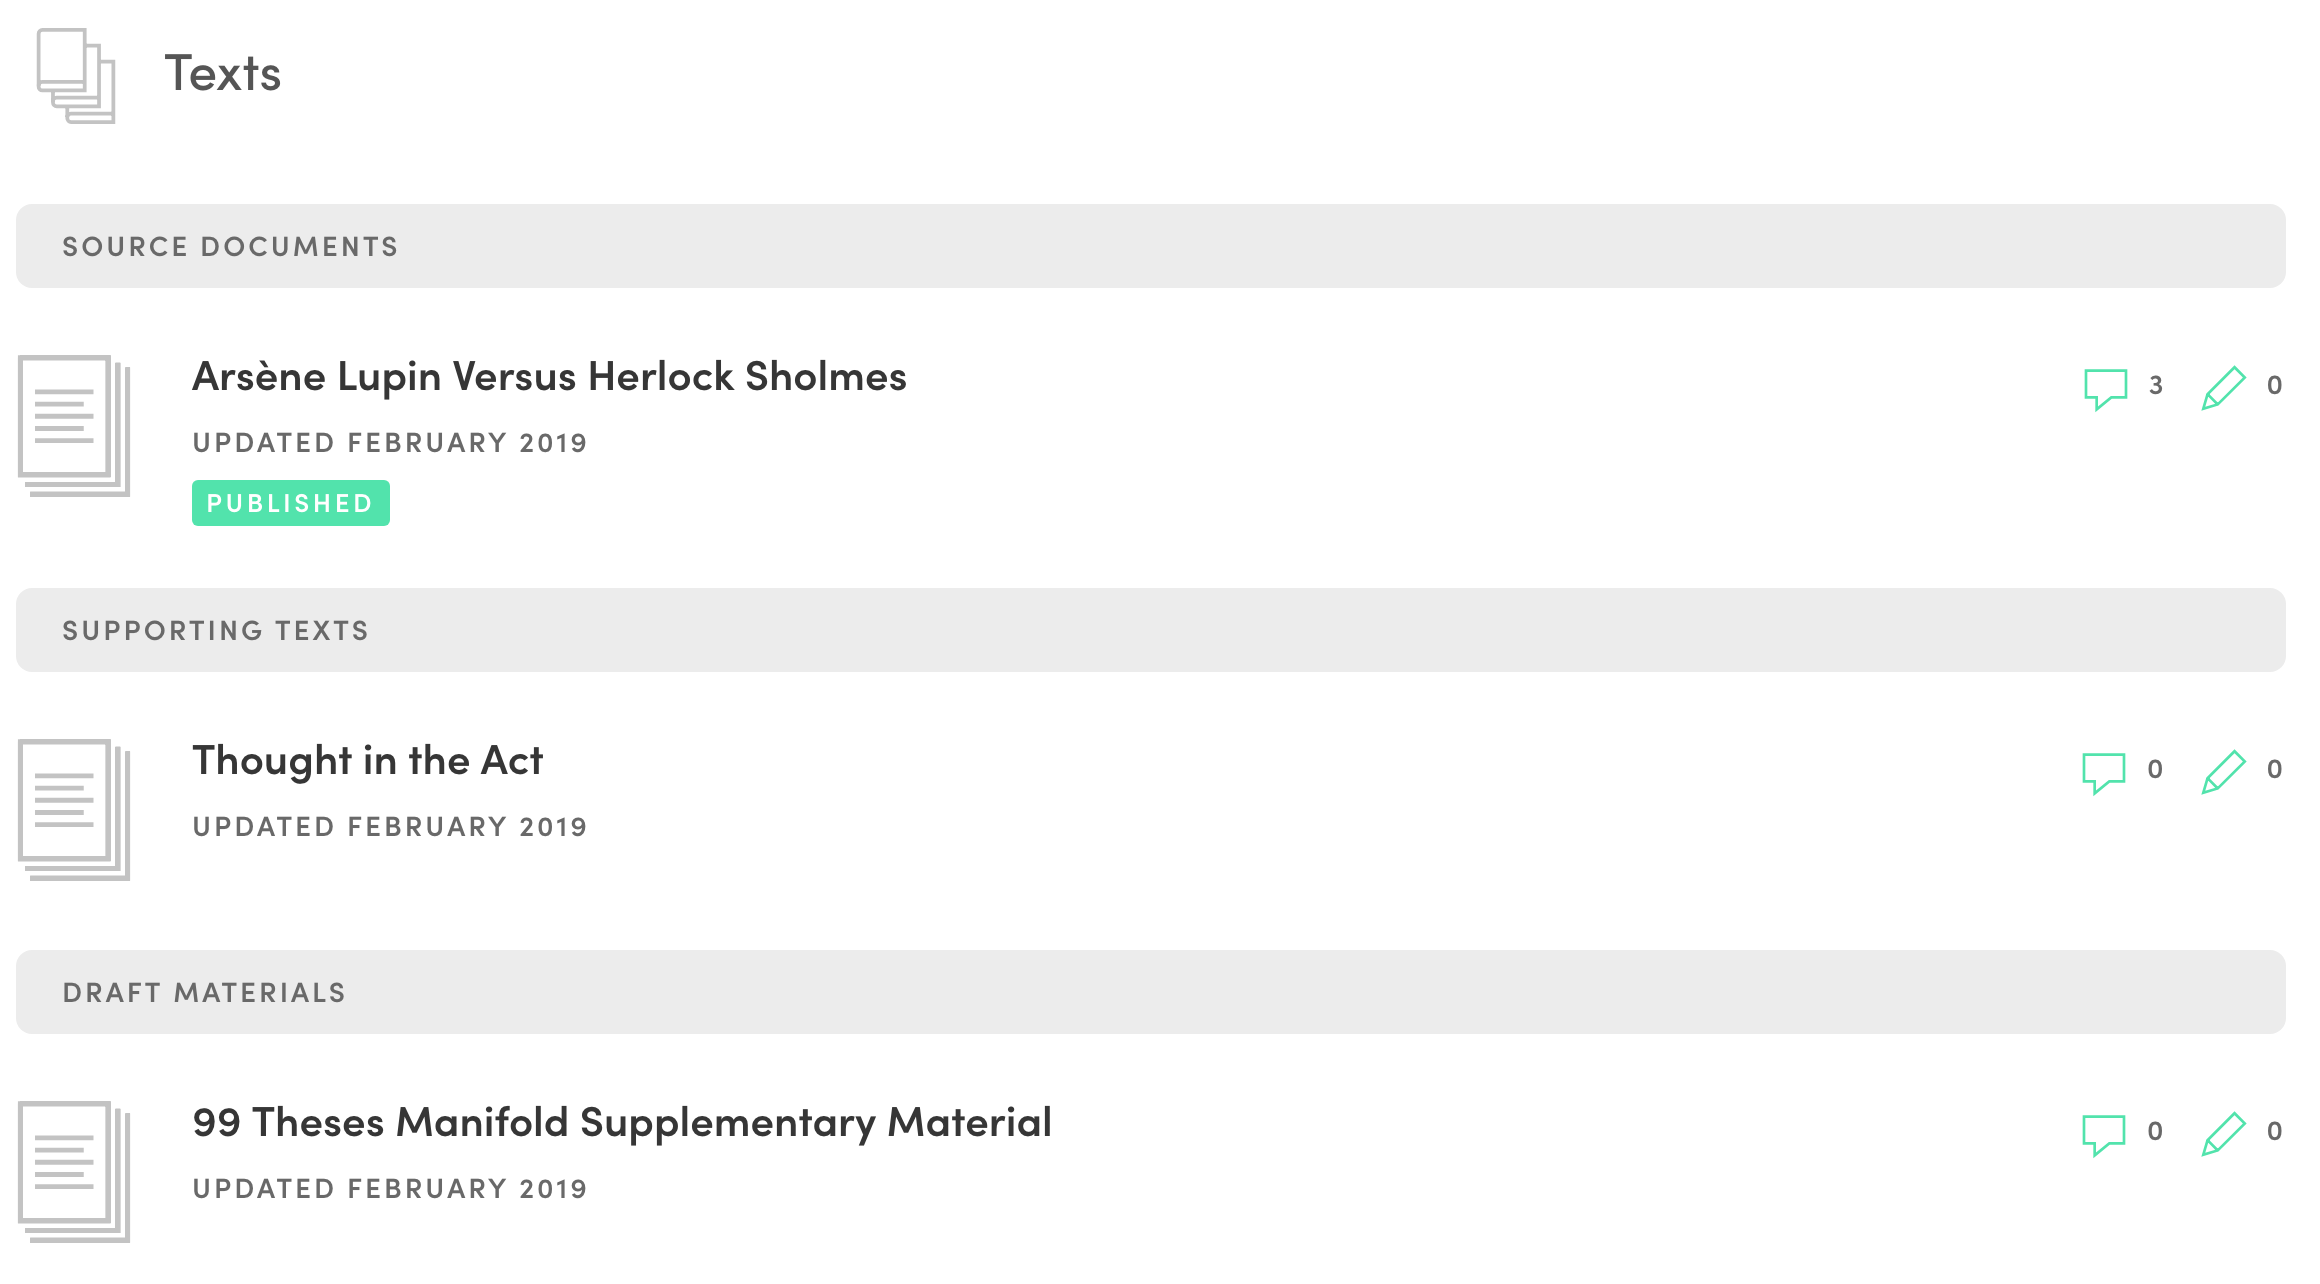 Texts
SOURCE DOCUMENTS
Arsène Lupin Versus Herlock Sholmes
3 0
UPDATED FEBRUARY 2019
PUBLISHED
SUPPORTING TEXTS
Thought in the Act
0 0
UPDATED FEBRUARY 2019
DRAFT MATERIALS
99 Theses Manifold Supplementary Material
0 0
UPDATED FEBRUARY 2019